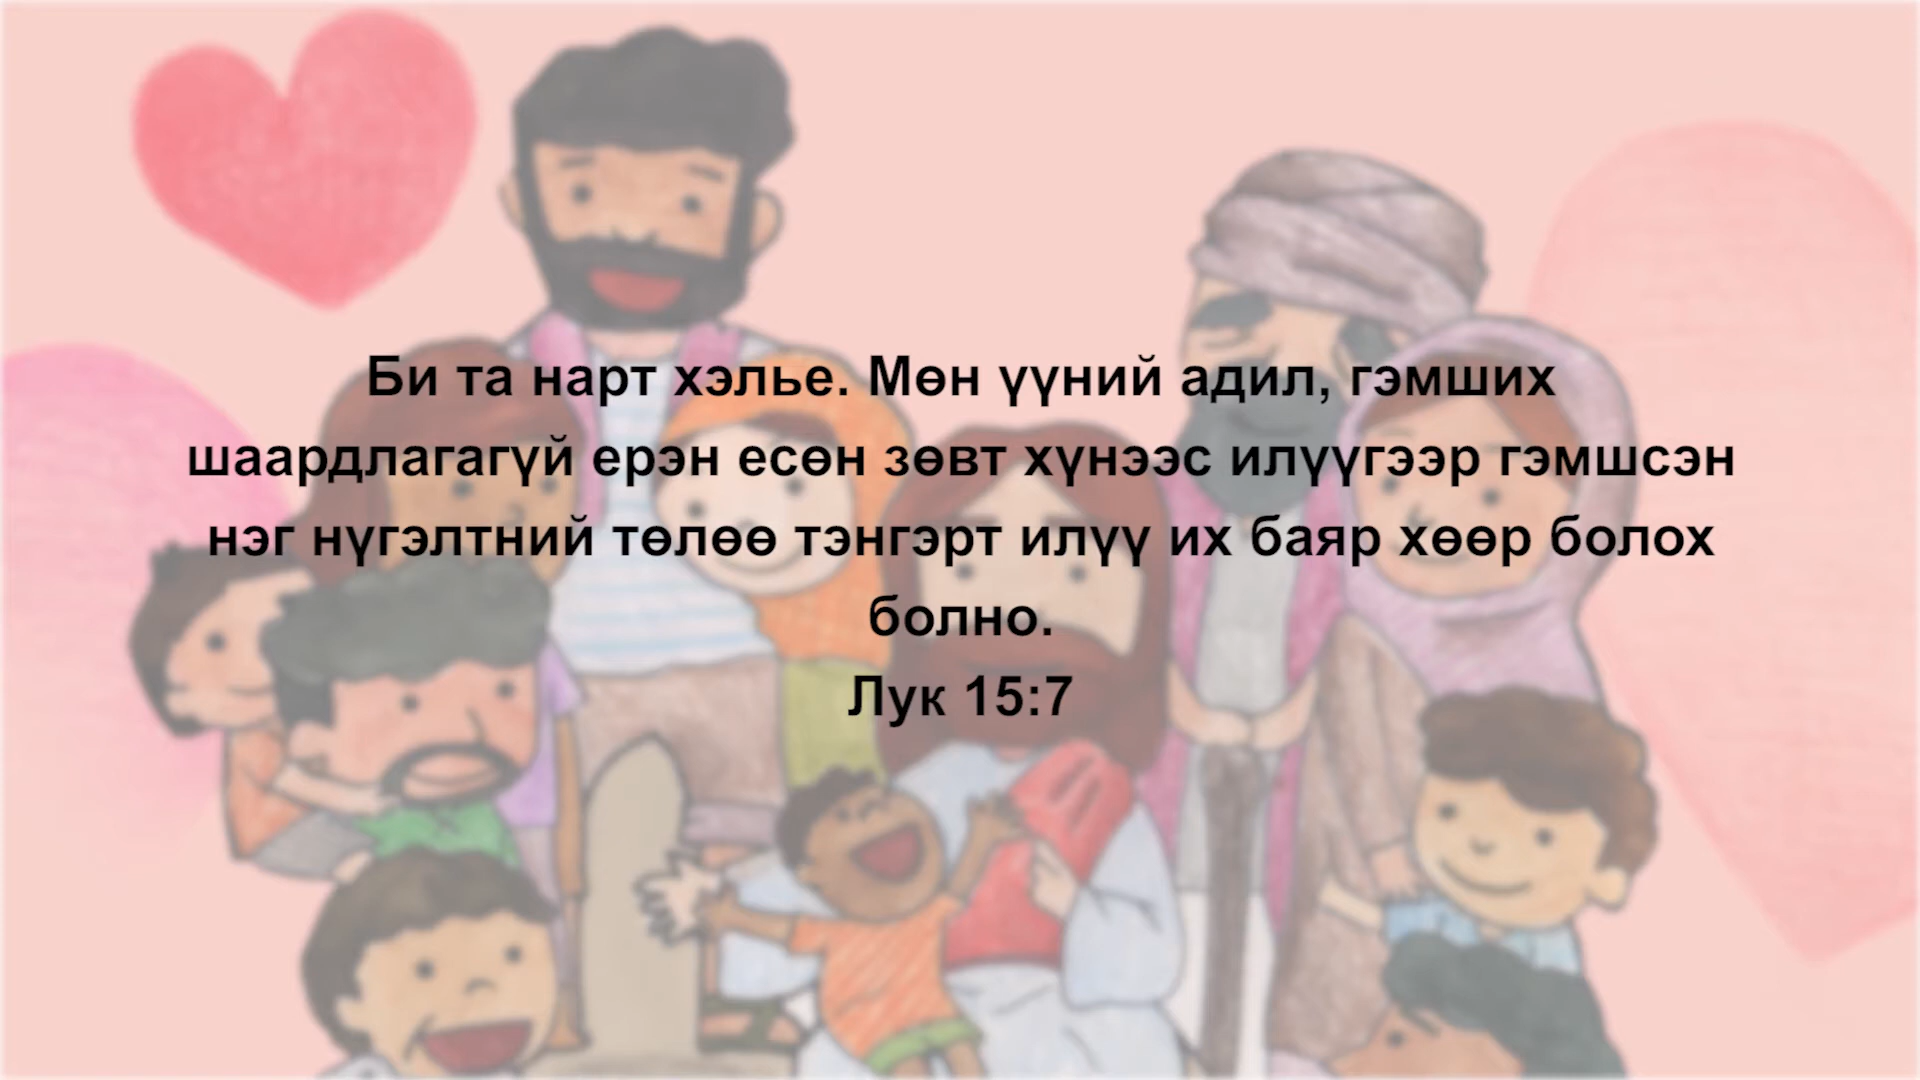 Би та нарт хэлье. Мөн үүний адил, гэмших
шаардлагагүй ерэн есөн зөвт хүнээс илүүгээр гэмшсэн
нэг нүгэлтний төлөө тэнгэрт илүү их баяр хөөр болох
болно.
Лук 15:7